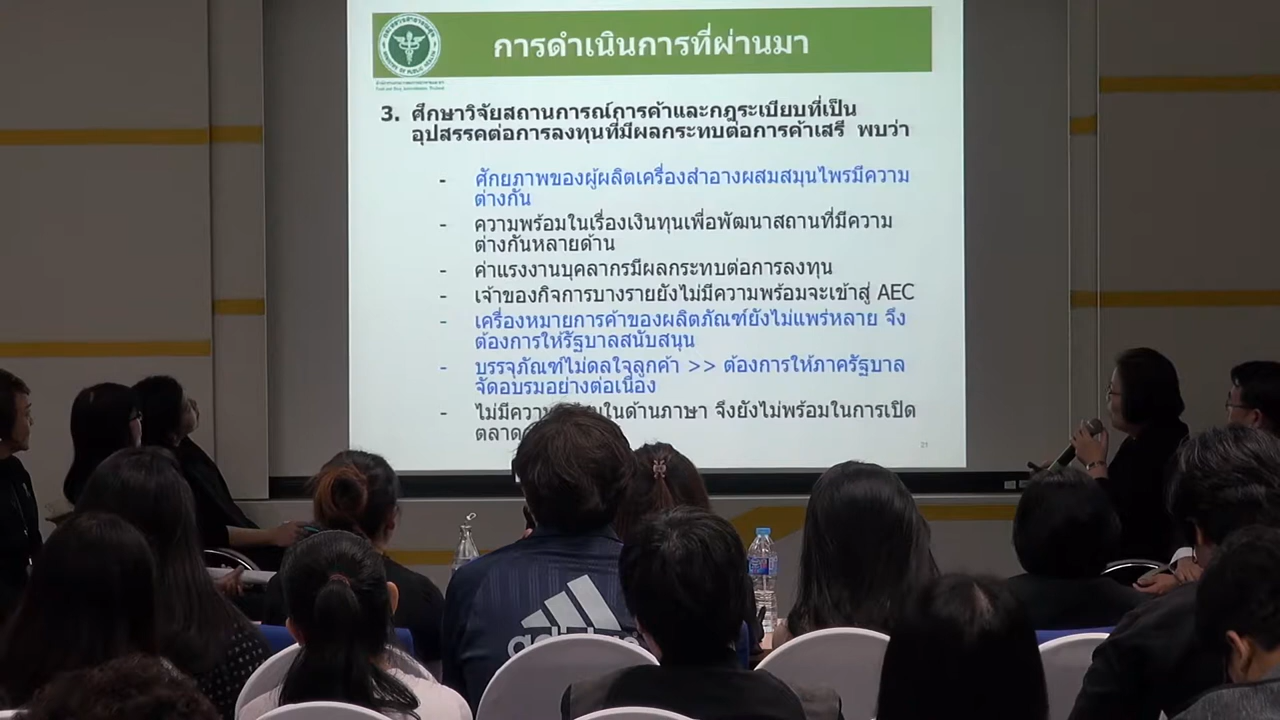 การดำเนินการที่ผ่านมา
3. ศึกษาวิจัยสถานการณ์การค้าและกฎระเบียบที่เป็น
อุปสรรคต่อการลงทุนที่มีผลกระทบต่อการค้าเสรี พบว่า
- ศักยภาพของผู้ผลิตเครื่องสำอางผสมสมุนไพรมีความ
ต่างกัน
- ความพร้อมในเรื่องเงินทุนเพื่อพัฒนาสถานที่มีความ
ต่างกันหลายด้าน
- ค่าแรงงานบุคลากรมีผลกระทบต่อการลงทุน
- เจ้าของกิจการบางรายยังไม่มีความพร้อมจะเข้าสู่ AEC
- เครื่องหมายการค้าของผลิตภัณฑ์ยังไม่แพร่หลาย จึง
ต้องการให้รัฐบาลสนับสนุน
- บรรจุภัณฑ์ไม่ดลใจลูกค้า >> ต้องการให้ภาครัฐบาล
จัดอบรมอย่างต่อเนื่อง
- ไม่มีความ ในด้านภาษา จึงยังไม่พร้อมในการเปิด
ตลาด
21
adidas